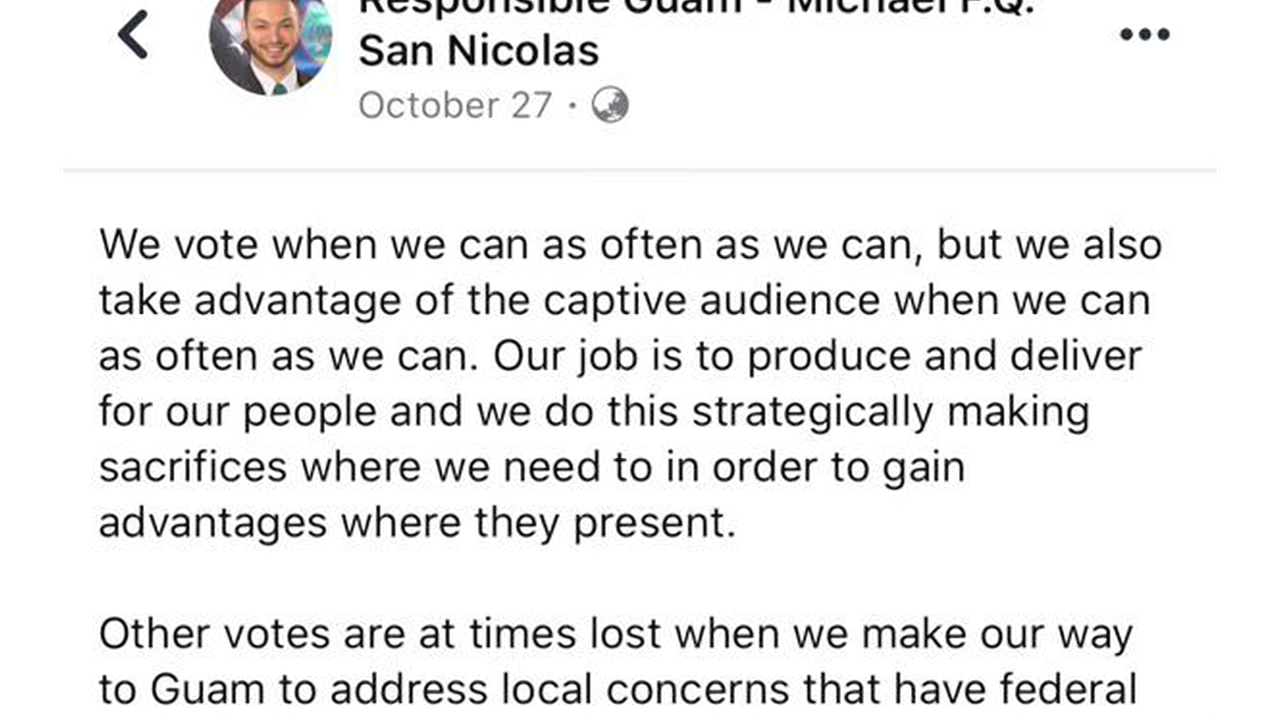 Responsible Guam - Michael F.Q.
San Nicolas
October 27 ·
We vote when we can as often as we can, but we also
take advantage of the captive audience when we can
as often as we can. Our job is to produce and deliver
for our people and we do this strategically making
sacrifices where we need to in order to gain
advantages where they present.
Other votes are at times lost when we make our way
to Guam to address local concerns that have federal